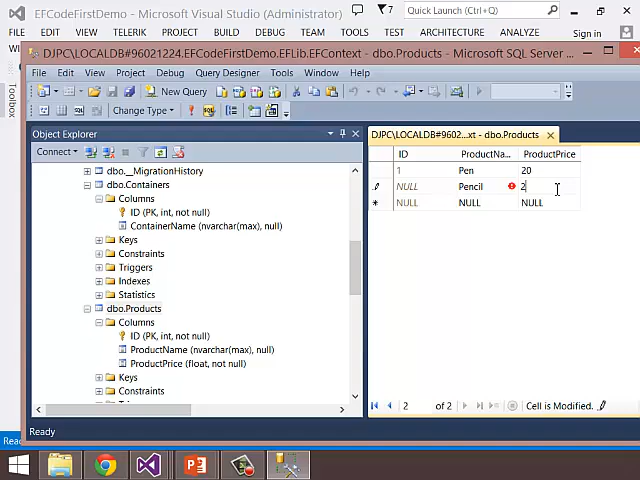 EFCodeFirstDemo - Microsoft Visual Studio (Administrator)
7
Quick Launch (Ctrl+Q)
FILE EDIT VIEW TELERIK PROJECT BUILD DEBUG TEAM SQL TOOLS TEST ARCHITECTURE ANALYZE
Sign in
DJPC\LOCALDB#96021224.EFCodeFirstDemo.EFLib.EFContext - dbo.Products - Microsoft SQL Server ...
Toolbox
File Edit View Project Debug Query Designer Tools Window Help
New Query
Change Type
Object Explorer
DJPC\LOCALDB#9602...xt - dbo.Products
Connect
ID ProductNa... ProductPrice
1 Pen 20
NULL Pencil 2
NULL NULL NULL
dbo.__MigrationHistory
dbo.Containers
Columns
ID (PK, int, not null)
ContainerName (nvarchar(max), null)
Keys
Constraints
Triggers
Indexes
Statistics
dbo.Products
Columns
ID (PK, int, not null)
ProductName (nvarchar(max), null)
ProductPrice (float, not null)
Keys
Constraints
2 of 2 Cell is Modified.
Ready